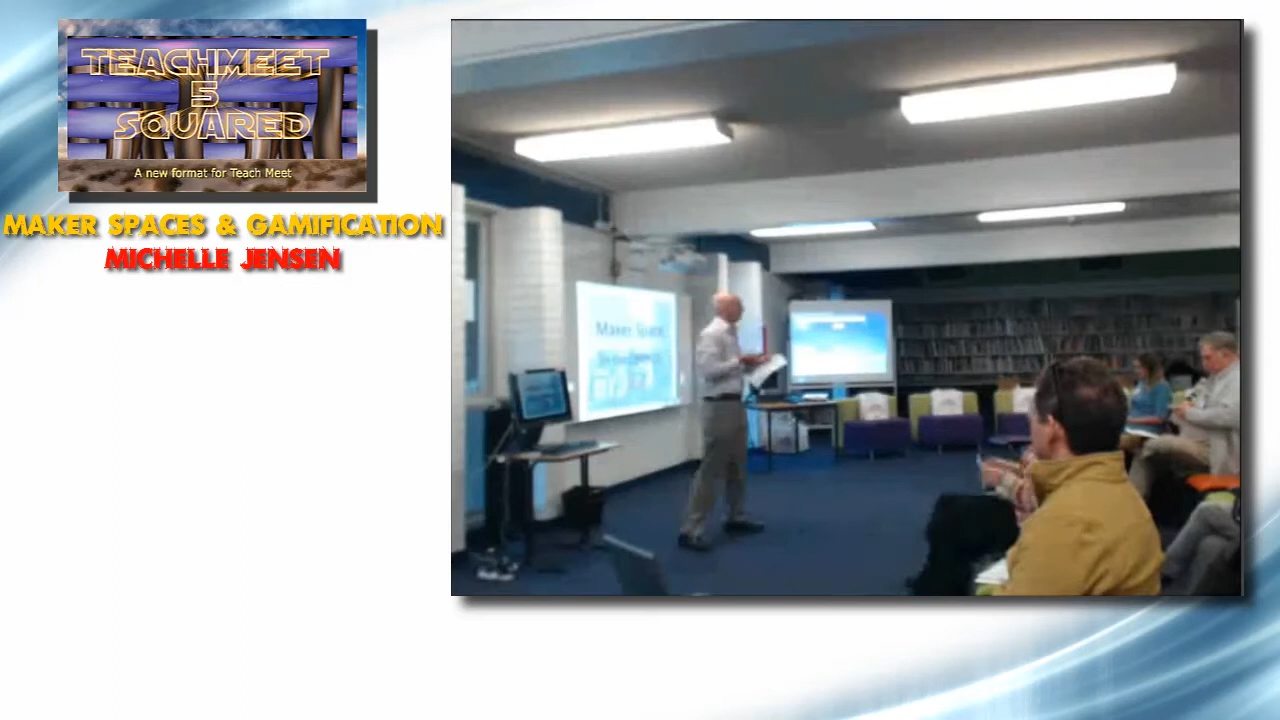 TEACHMEET
5
SQUARED
A new format for Teach Meet
MAKER SPACES & GAMIFICATION
MICHELLE JENSEN
Maker Space